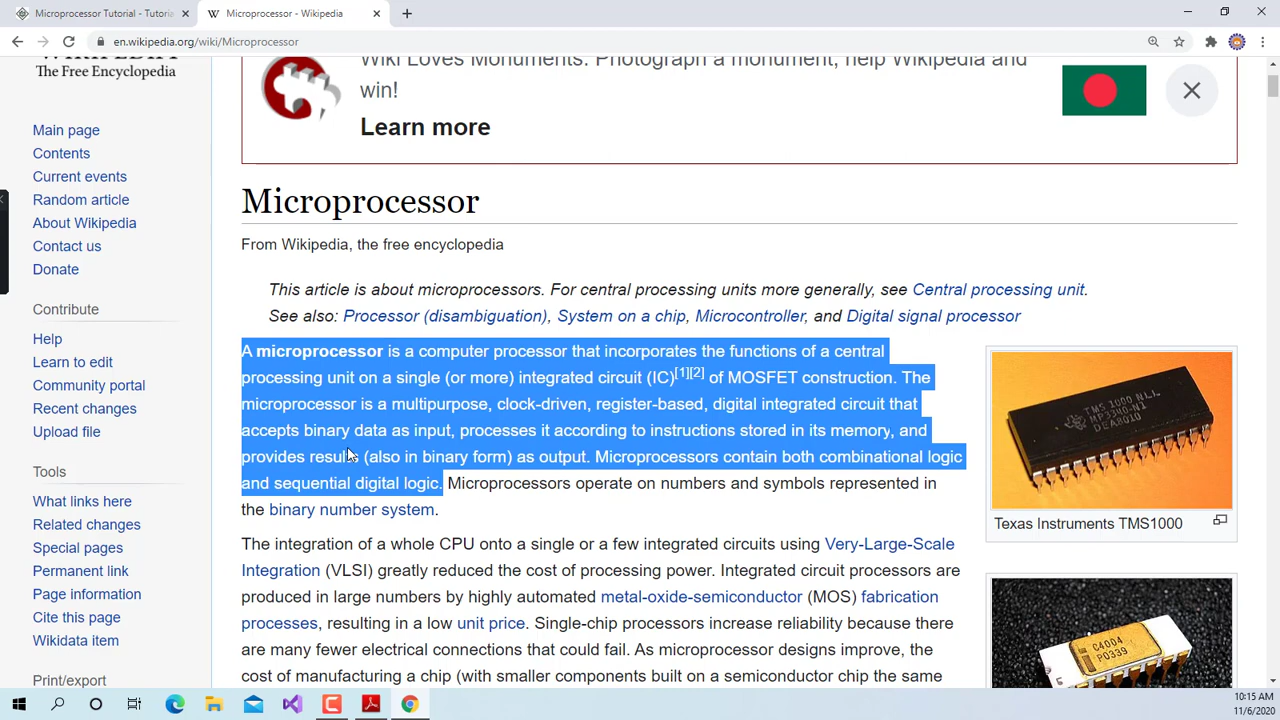 Microprocessor Tutorial - Tutoria
Microprocessor - Wikipedia
en.wikipedia.org/wiki/Microprocessor
The Free Encyclopedia
Main page
Contents
Current events
Random article
About Wikipedia
Contact us
Donate
Contribute
Help
Learn to edit
Community portal
Recent changes
Upload file
Tools
What links here
Related changes
Special pages
Permanent link
Page information
Cite this page
Wikidata item
Print/export
Wiki Loves Monuments: Photograph a monument, help Wikipedia and
win!
Learn more
Microprocessor
From Wikipedia, the free encyclopedia
This article is about microprocessors. For central processing units more generally, see Central processing unit.
See also: Processor (disambiguation), System on a chip, Microcontroller, and Digital signal processor
A microprocessor is a computer processor that incorporates the functions of a central
processing unit on a single (or more) integrated circuit (IC)[1][2] of MOSFET construction. The
microprocessor is a multipurpose, clock-driven, register-based, digital integrated circuit that
accepts binary data as input, processes it according to instructions stored in its memory, and
provides results (also in binary form) as output. Microprocessors contain both combinational logic
and sequential digital logic. Microprocessors operate on numbers and symbols represented in
the binary number system.
The integration of a whole CPU onto a single or a few integrated circuits using Very-Large-Scale
Integration (VLSI) greatly reduced the cost of processing power. Integrated circuit processors are
produced in large numbers by highly automated metal-oxide-semiconductor (MOS) fabrication
processes, resulting in a low unit price. Single-chip processors increase reliability because there
are many fewer electrical connections that could fail. As microprocessor designs improve, the
cost of manufacturing a chip (with smaller components built on a semiconductor chip the same
TMS 1000 NLL
MP3300-N1
DEA8010
Texas Instruments TMS1000
C4004
P0339
10:15 AM
11/6/2020